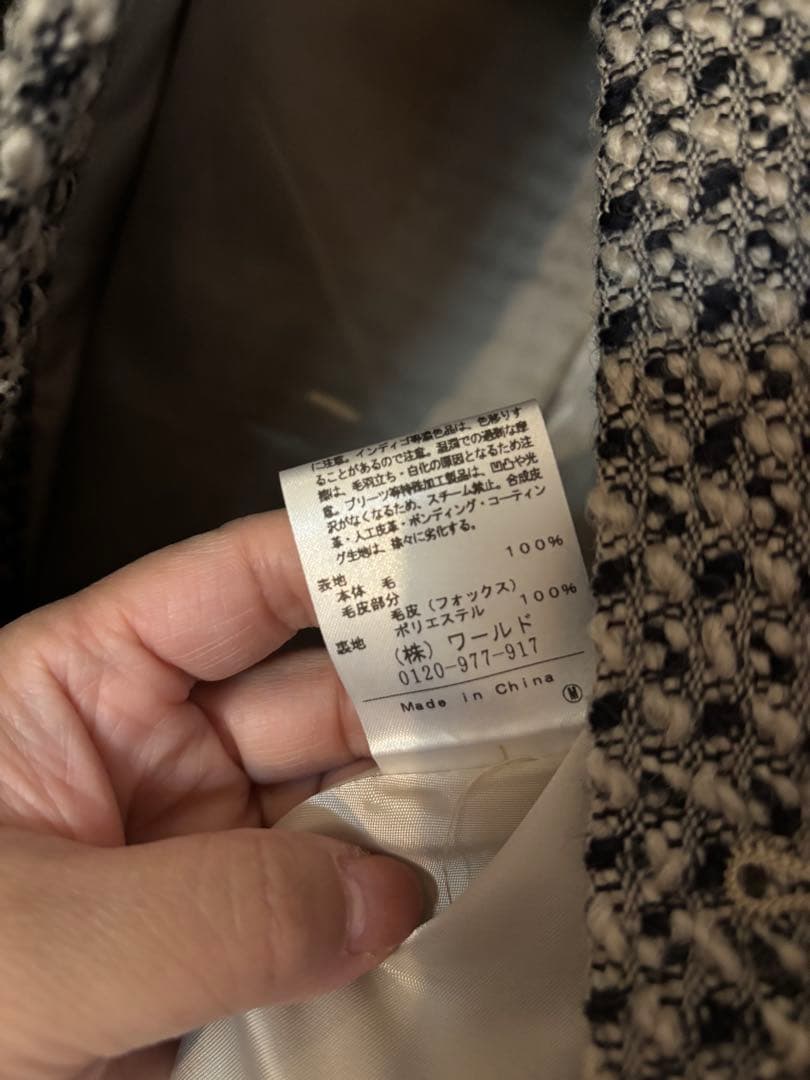 に注意。インディゴ等濃色品は、色移りす
ることがあるので注意。湿潤での過剰な摩
擦は、毛羽立ち・白化の原因となるため注
意。プリーツ等特殊加工製品は、凹凸や光
沢がなくなるため、スチーム禁止。合成皮
革・人工皮革・ボンディング・コーティン
グ生地は、徐々に劣化する。
表地
本体 毛 100%
毛皮部分
毛皮（フォックス）
裏地 ポリエステル 100%
（株）ワールド
0120-977-917
Made in China Ⓜ